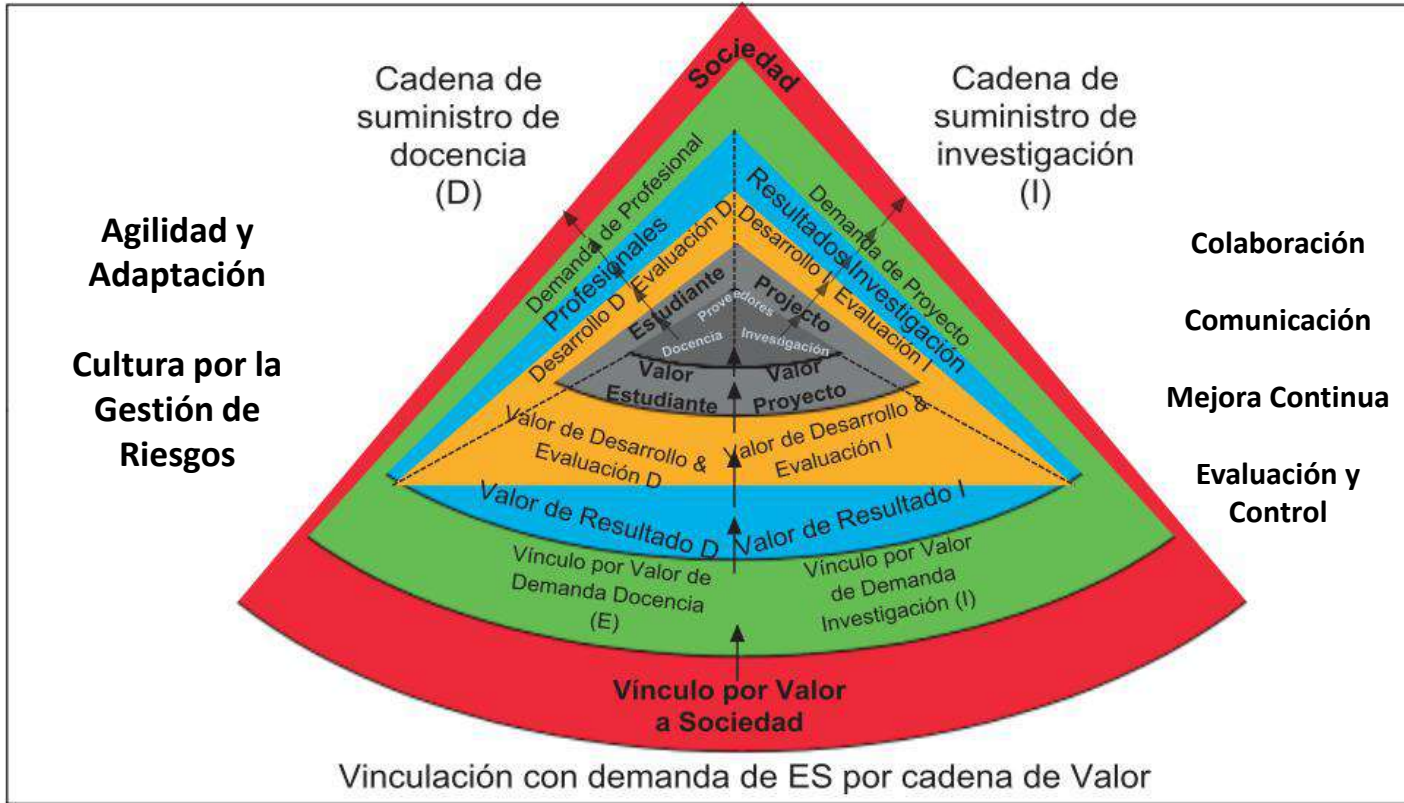 Sociedad
Cadena de
suministro de
docencia
(D)
Cadena de
suministro de
investigación
(I)
Agilidad y
Adaptación
Cultura por la
Gestión de
Riesgos
Colaboración
Comunicación
Mejora Continua
Evaluación y
Control
Demanda de Profesional
Demanda de Proyecto
Profesionales
Resultados Investigación
Desarrollo D Evaluación D
Desarrollo I Evaluación I
Estudiante
Projecto
Proveedores
Docencia
Investigación
Valor
Estudiante
Valor
Proyecto
Valor de Desarrollo &
Evaluación D
Valor de Desarrollo &
Evaluación I
Valor de Resultado D
Valor de Resultado I
Vínculo por Valor de
Demanda Docencia
(E)
Vínculo por Valor
de Demanda
Investigación (I)
Vínculo por Valor
a Sociedad
Vinculación con demanda de ES por cadena de Valor